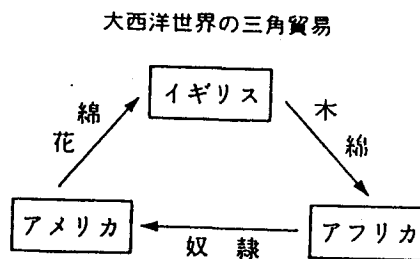 大西洋世界の三角貿易
イギリス
綿花
木綿
アメリカ
奴隷
アフリカ